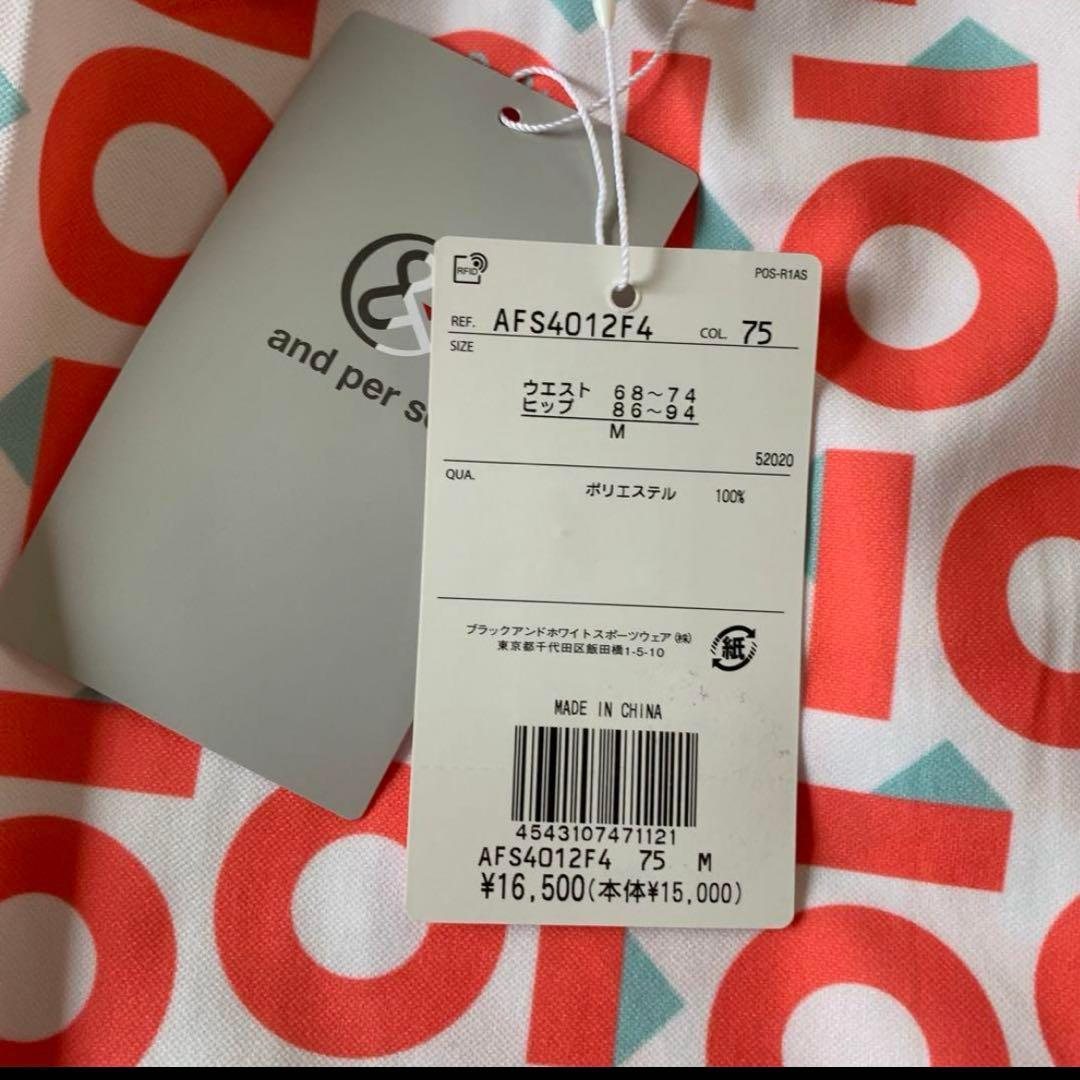 and per s
RFID
POS-R1AS
REF. AFS4012F4 COL. 75
SIZE
ウエスト 68～74
ヒップ 86～94
M
52020
QUA.
ポリエステル 100%
ブラックアンドホワイトスポーツウェア(株)
東京都千代田区飯田橋1-5-10
紙
MADE IN CHINA
4543107471121
AFS4012F4 75 M
¥16,500(本体¥15,000)